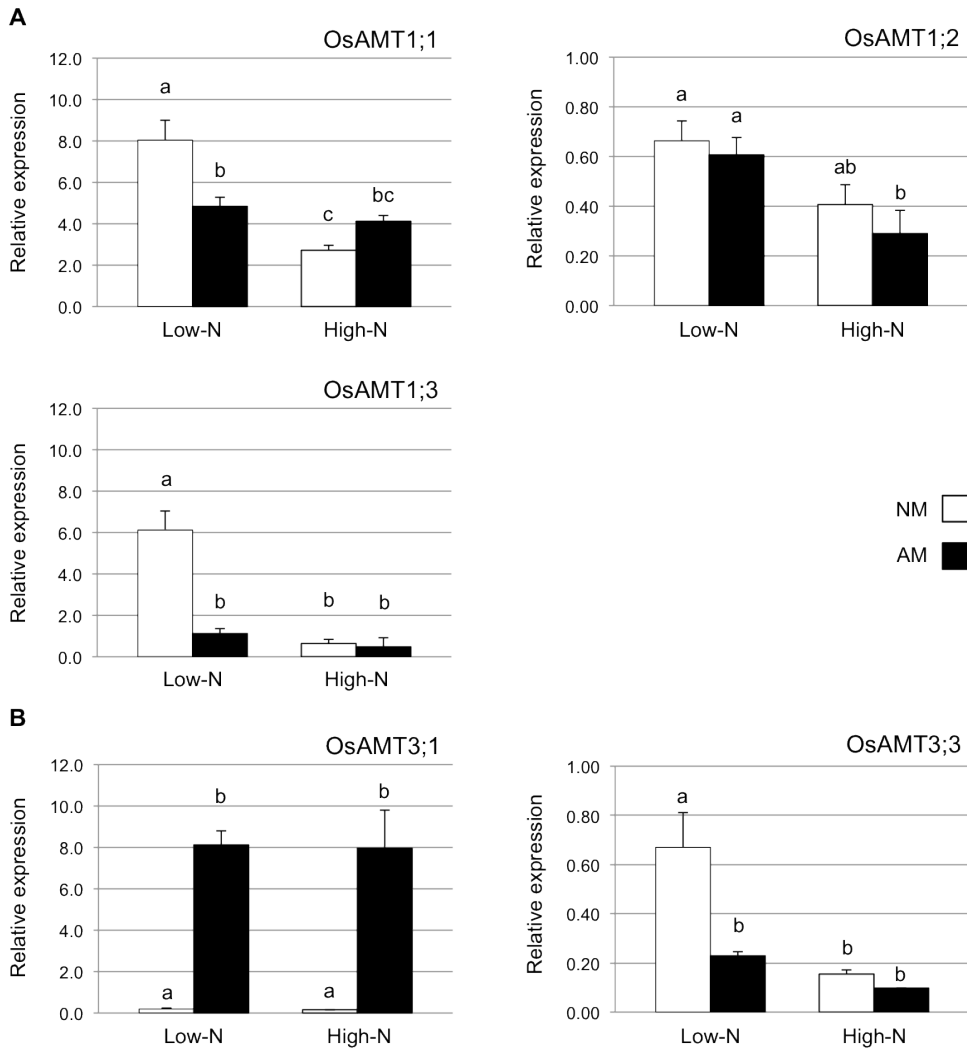 A
OsAMT1;1
12.0
10.0
8.0
6.0
4.0
2.0
0.0
Relative expression
a
b
c
bc
Low-N
High-N
OsAMT1;2
1.00
0.80
0.60
0.40
0.20
0.00
Relative expression
a
a
ab
b
Low-N
High-N
OsAMT1;3
12.0
10.0
8.0
6.0
4.0
2.0
0.0
Relative expression
a
b
b
b
Low-N
High-N
NM
AM
B
OsAMT3;1
12.0
10.0
8.0
6.0
4.0
2.0
0.0
Relative expression
a
b
a
b
Low-N
High-N
OsAMT3;3
1.00
0.80
0.60
0.40
0.20
0.00
Relative expression
a
b
b
b
Low-N
High-N